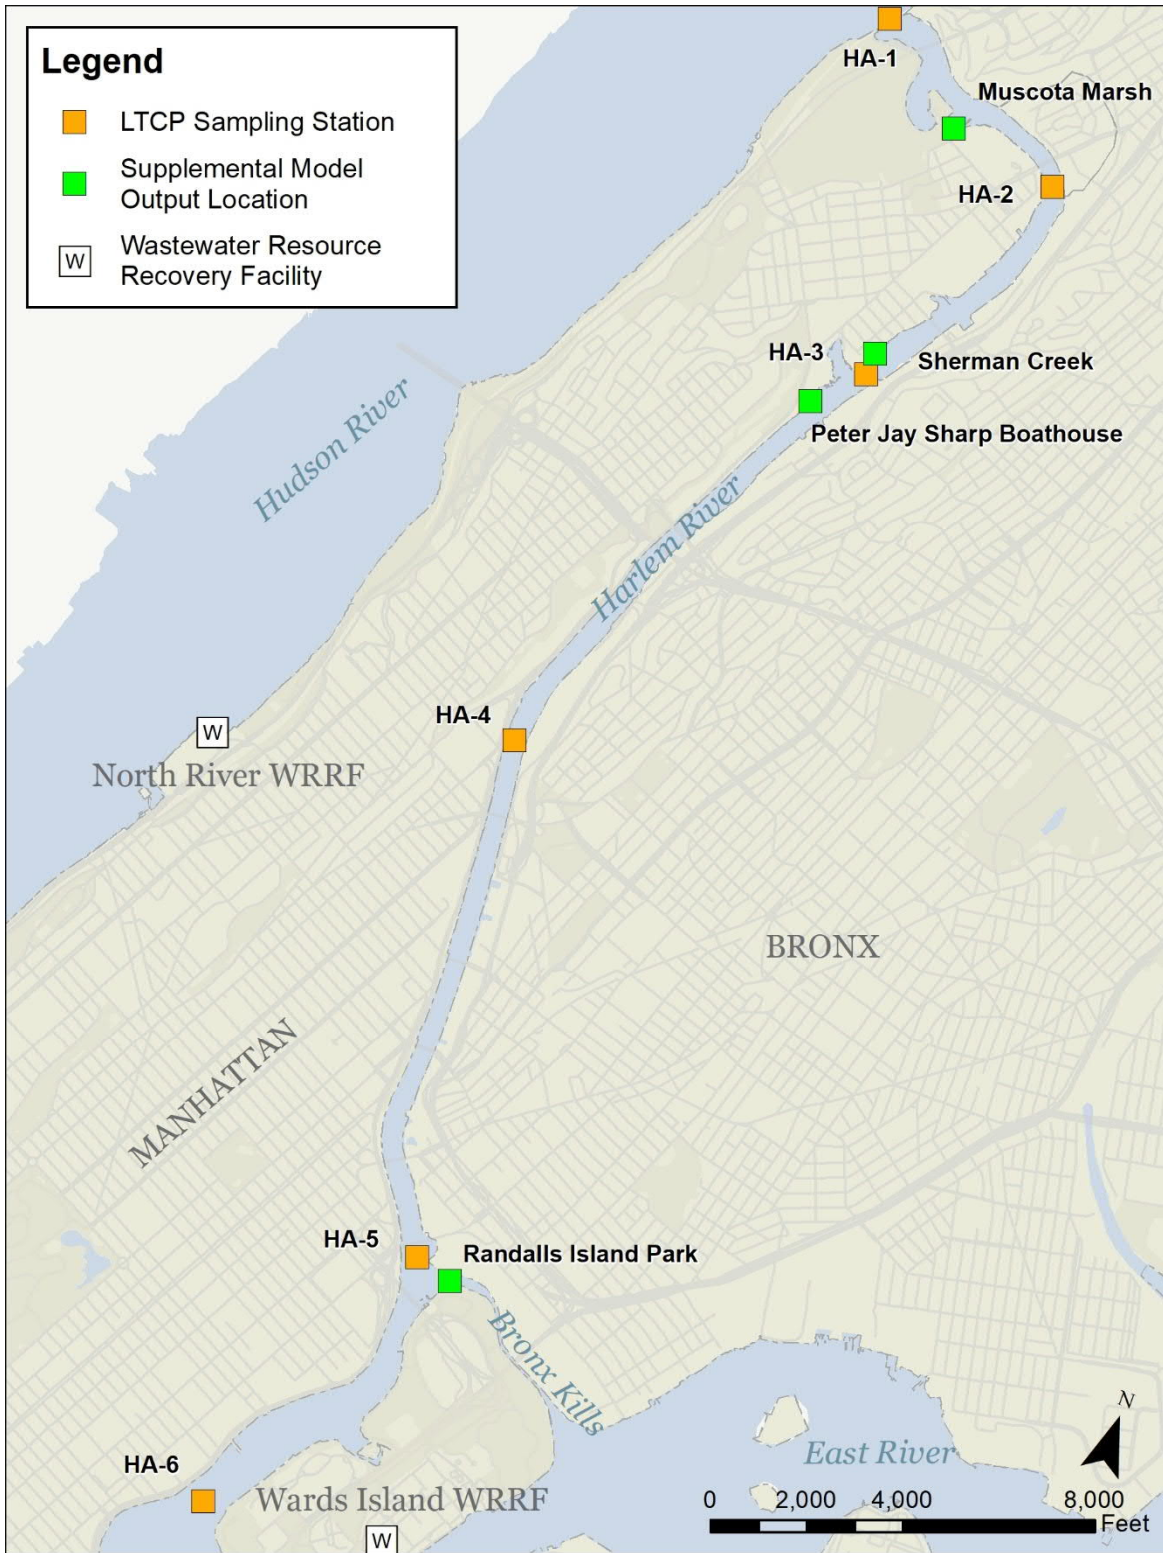 Legend
LTCP Sampling Station
Supplemental Model
Output Location
W
Wastewater Resource
Recovery Facility
HA-1
Muscota Marsh
HA-2
HA-3
Sherman Creek
Peter Jay Sharp Boathouse
Hudson River
Harlem River
HA-4
W
North River WRRF
BRONX
MANHATTAN
HA-5
Randalls Island Park
Bronx Kills
East River
N
HA-6
Wards Island WRRF
W
0 2,000 4,000 8,000
Feet